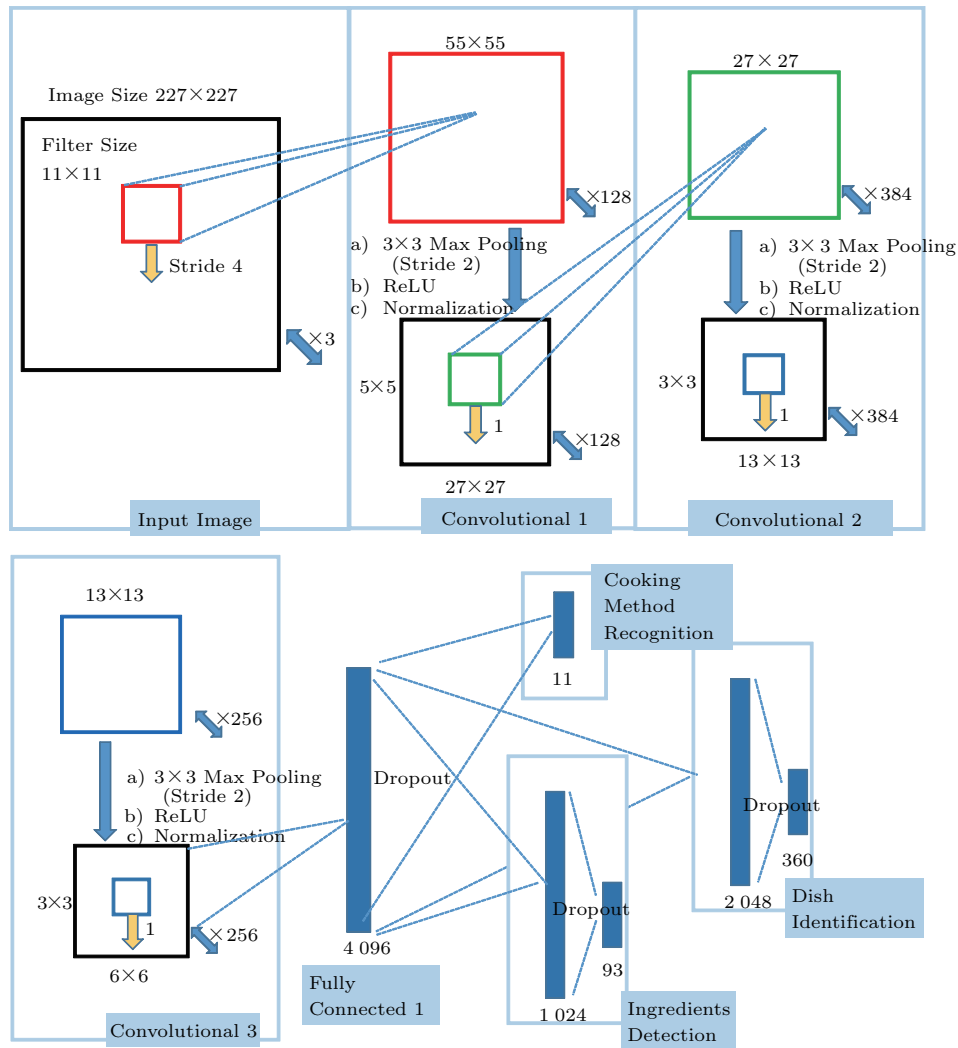 Image Size 227×227
Filter Size
11×11
Stride 4
×3
Input Image
55×55
×128
a) 3×3 Max Pooling
(Stride 2)
b) ReLU
c) Normalization
5×5
1
×128
27×27
Convolutional 1
27×27
×384
a) 3×3 Max Pooling
(Stride 2)
b) ReLU
c) Normalization
3×3
1
×384
13×13
Convolutional 2
13×13
×256
a) 3×3 Max Pooling
(Stride 2)
b) ReLU
c) Normalization
3×3
1
×256
6×6
Convolutional 3
Dropout
4 096
Fully
Connected 1
Cooking
Method
Recognition
11
Dropout
93
1 024
Ingredients
Detection
Dropout
360
2 048
Dish
Identification